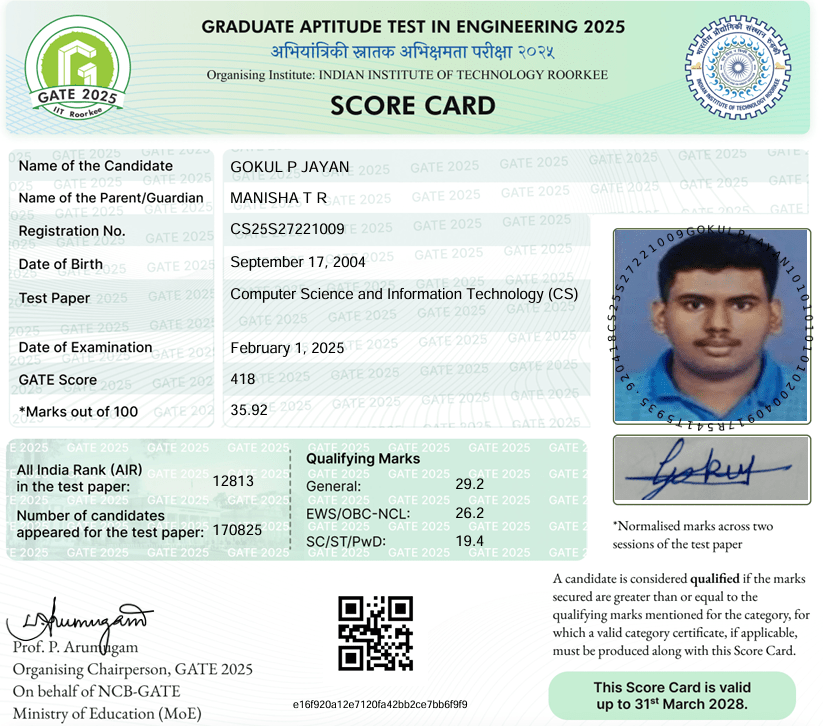 GRADUATE APTITUDE TEST IN ENGINEERING 2025
अभियांत्रिकी स्नातक अभिक्षमता परीक्षा २०२५
Organising Institute: INDIAN INSTITUTE OF TECHNOLOGY ROORKEE
SCORE CARD
GATE 2025
IIT Roorkee
भारतीय प्रौद्योगिकी संस्थान रुड़की
INDIAN INSTITUTE OF TECHNOLOGY ROORKEE
Name of the Candidate GOKUL P JAYAN
Name of the Parent/Guardian MANISHA T R
Registration No. CS25S27221009
Date of Birth September 17, 2004
Test Paper Computer Science and Information Technology (CS)
Date of Examination February 1, 2025
GATE Score 418
*Marks out of 100 35.92
All India Rank (AIR)
in the test paper: 12813
Number of candidates
appeared for the test paper: 170825
Qualifying Marks
General: 29.2
EWS/OBC-NCL: 26.2
SC/ST/PwD: 19.4
Gokul
*Normalised marks across two
sessions of the test paper
A candidate is considered qualified if the marks
secured are greater than or equal to the
qualifying marks mentioned for the category, for
which a valid category certificate, if applicable,
must be produced along with this Score Card.
Arumugam
Prof. P. Arumugam
Organising Chairperson, GATE 2025
On behalf of NCB-GATE
Ministry of Education (MoE)
e16f920a12e7120fa42bb2ce7bb6f9f9
This Score Card is valid
up to 31st March 2028.